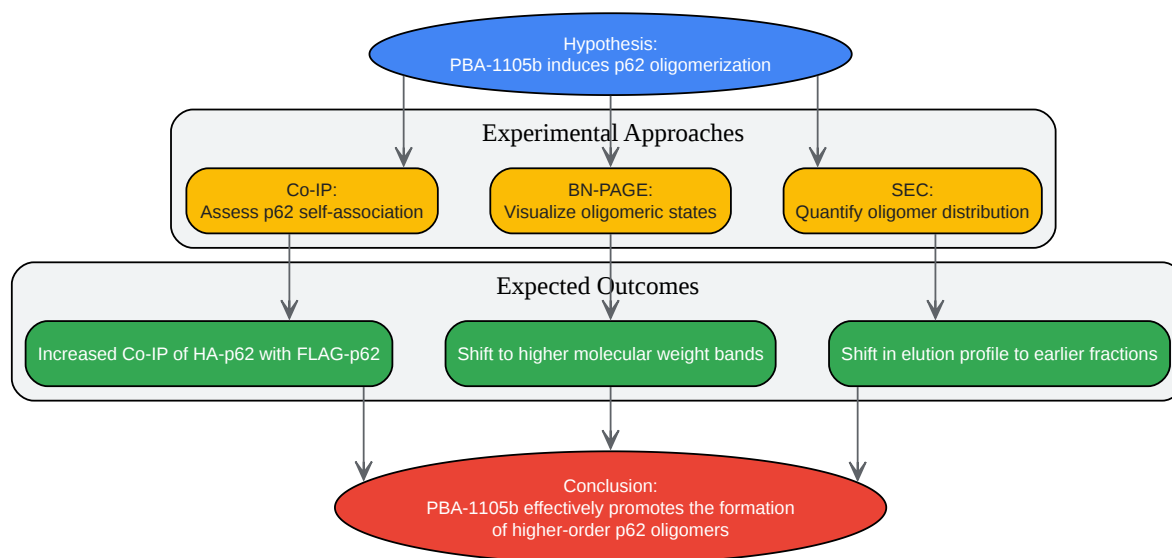 Hypothesis:
PBA-1105b induces p62 oligomerization
Experimental Approaches
Co-IP:
Assess p62 self-association
BN-PAGE:
Visualize oligomeric states
SEC:
Quantify oligomer distribution
Expected Outcomes
Increased Co-IP of HA-p62 with FLAG-p62
Shift to higher molecular weight bands
Shift in elution profile to earlier fractions
Conclusion:
PBA-1105b effectively promotes the formation
of higher-order p62 oligomers